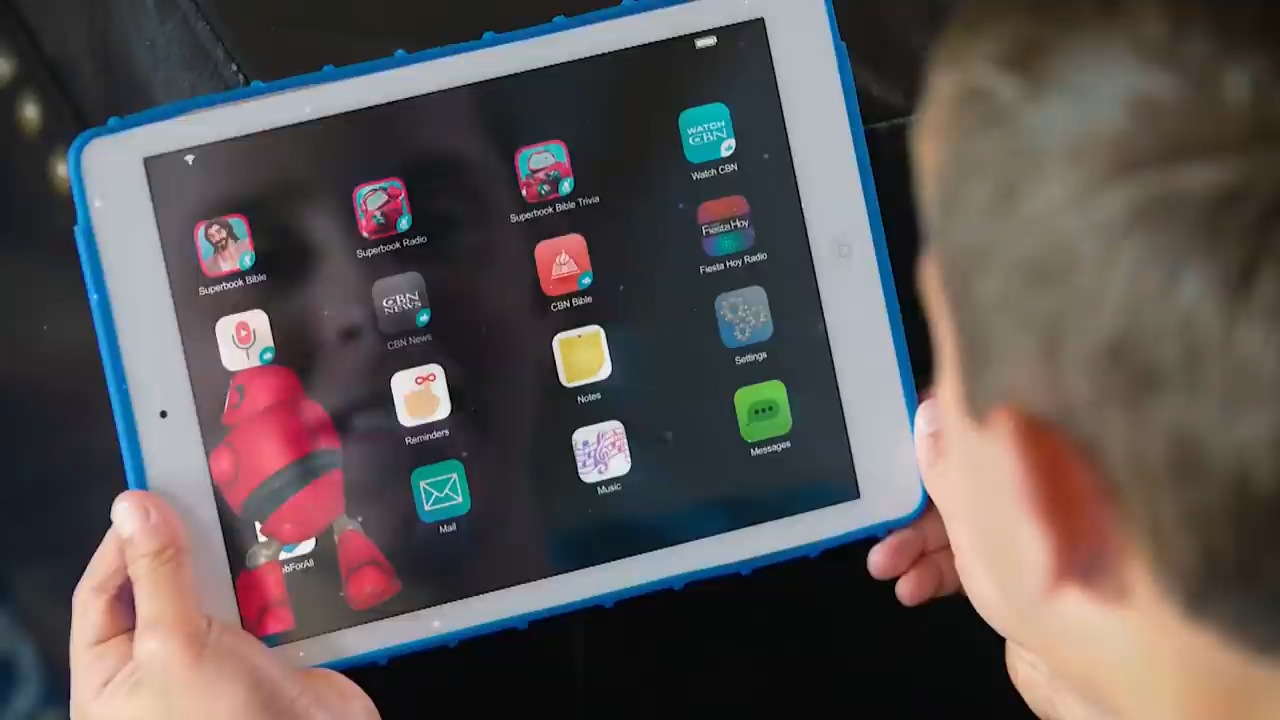 WATCH
CBN
Watch CBN
Superbook Bible Trivia
Superbook Radio
Superbook Bible
Fiesta Hoy
Fiesta Hoy Radio
CBN Bible
CBN
NEWS
CBN News
Settings
Notes
Reminders
Messages
Music
Mail
bForAll